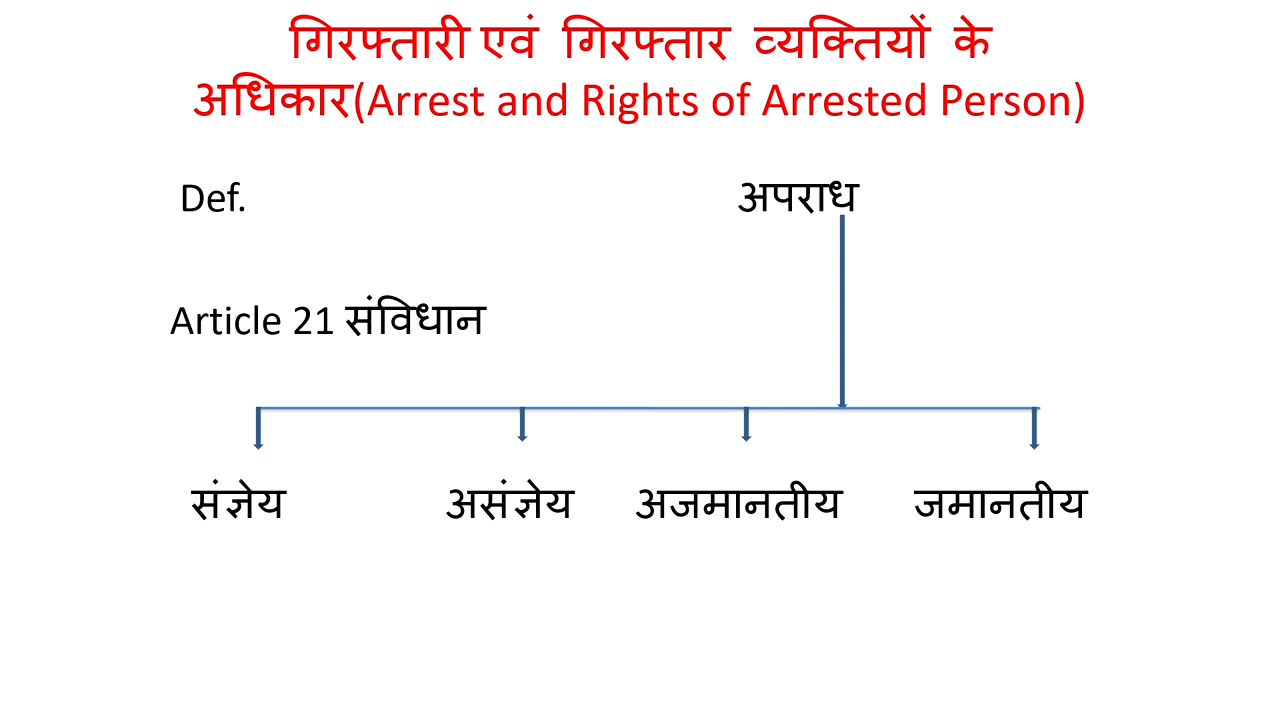 गिरफ्तारी एवं गिरफ्तार व्यक्तियों के
अधिकार(Arrest and Rights of Arrested Person)
Def. अपराध
Article 21 संविधान
संज्ञेय असंज्ञेय अजमानतीय जमानतीय